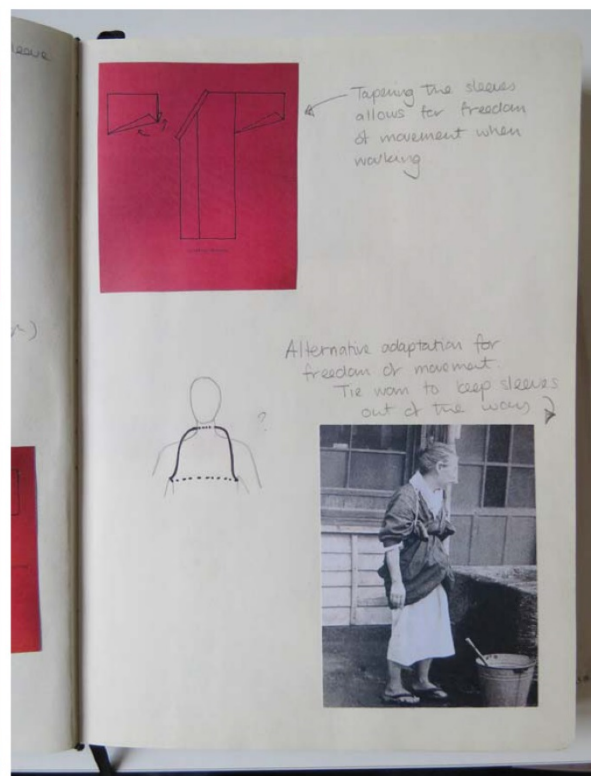 Tapering the sleeves
allows for freedom
of movement when
working.
Alternative adaptation for
freedom of movement.
Tie worn to keep sleeves
out of the way
?